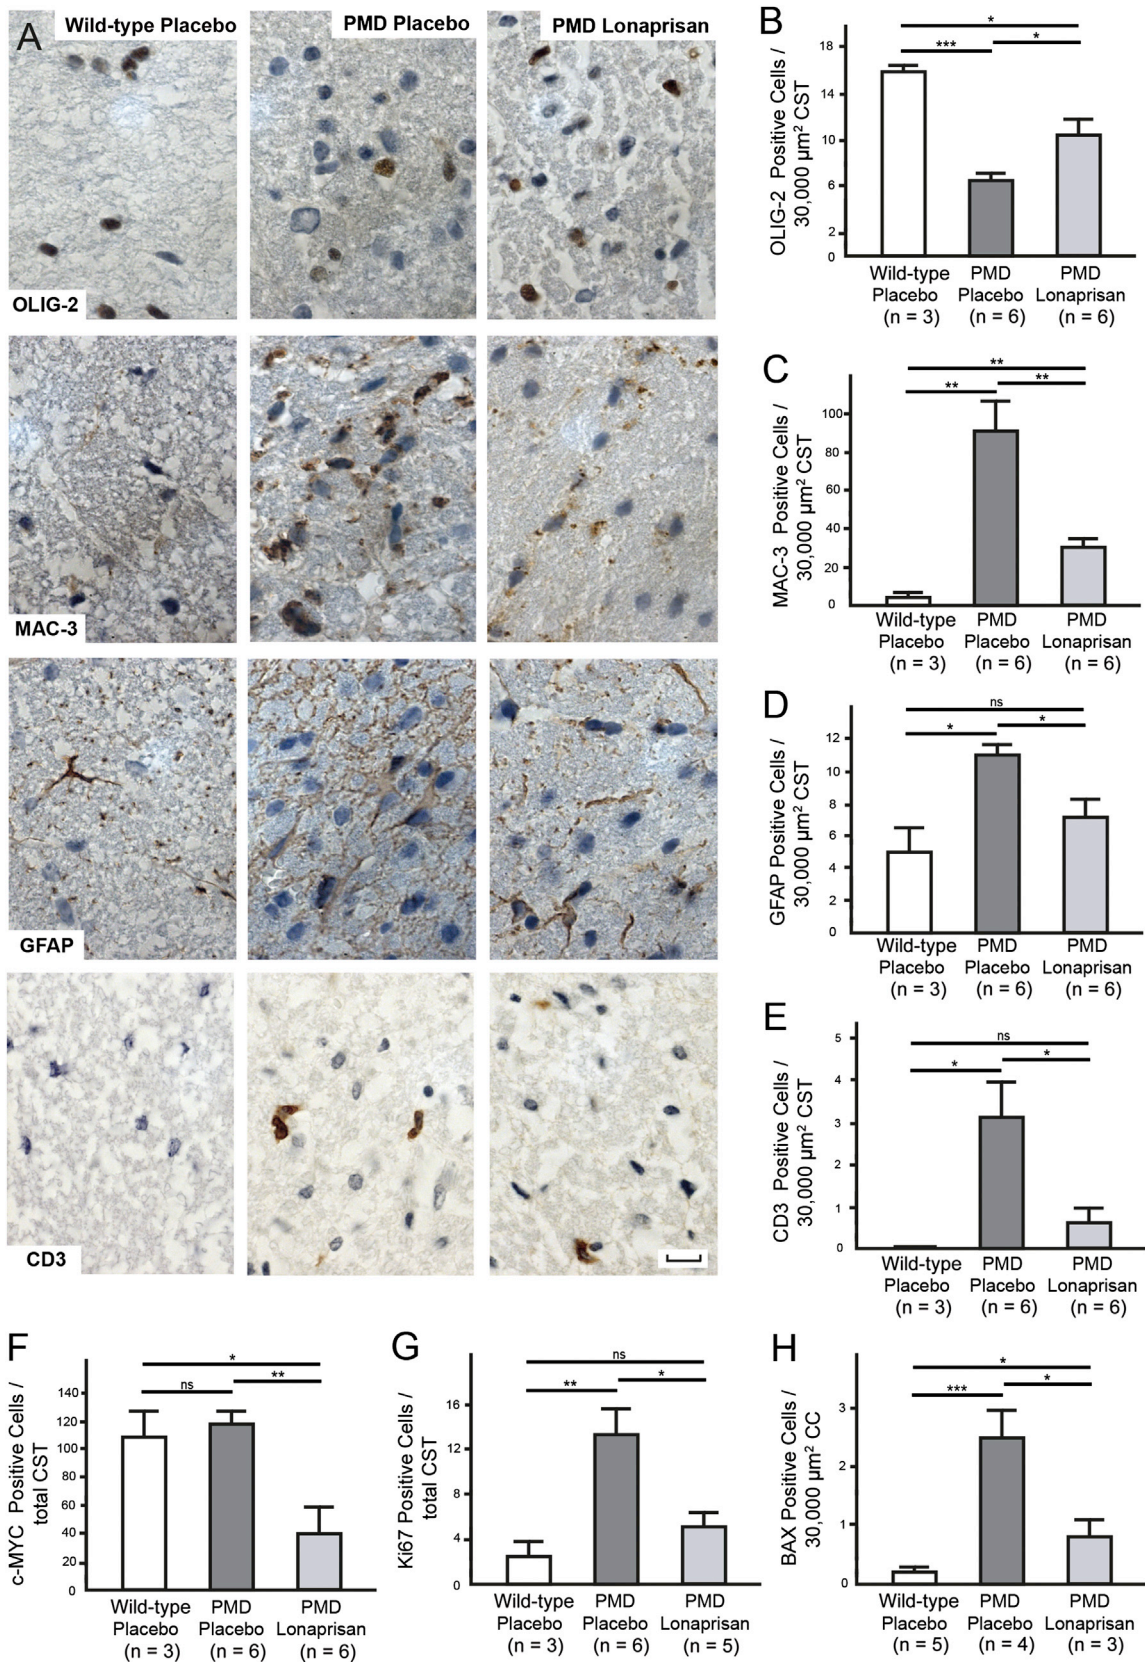 A
Wild-type Placebo
PMD Placebo
PMD Lonaprisan
OLIG-2
MAC-3
GFAP
CD3
B
OLIG-2 Positive Cells /
30,000 µm² CST
18
14
10
6
2
0
*
***
*
Wild-type
Placebo
(n = 3)
PMD
Placebo
(n = 6)
PMD
Lonaprisan
(n = 6)
C
MAC-3 Positive Cells /
30,000 µm² CST
100
80
60
40
20
0
**
**
**
Wild-type
Placebo
(n = 3)
PMD
Placebo
(n = 6)
PMD
Lonaprisan
(n = 6)
D
GFAP Positive Cells /
30,000 µm² CST
12
10
8
6
4
2
0
ns
*
*
Wild-type
Placebo
(n = 3)
PMD
Placebo
(n = 6)
PMD
Lonaprisan
(n = 6)
E
CD3 Positive Cells /
30,000 µm² CST
5
4
3
2
1
0
ns
*
*
Wild-type
Placebo
(n = 3)
PMD
Placebo
(n = 6)
PMD
Lonaprisan
(n = 6)
F
c-MYC Positive Cells /
total CST
140
120
100
80
60
40
20
0
*
ns
**
Wild-type
Placebo
(n = 3)
PMD
Placebo
(n = 6)
PMD
Lonaprisan
(n = 6)
G
Ki67 Positive Cells /
total CST
16
12
8
4
0
ns
**
*
Wild-type
Placebo
(n = 3)
PMD
Placebo
(n = 6)
PMD
Lonaprisan
(n = 5)
H
BAX Positive Cells /
30,000 µm² CC
3
2
1
0
*
***
*
Wild-type
Placebo
(n = 5)
PMD
Placebo
(n = 4)
PMD
Lonaprisan
(n = 3)